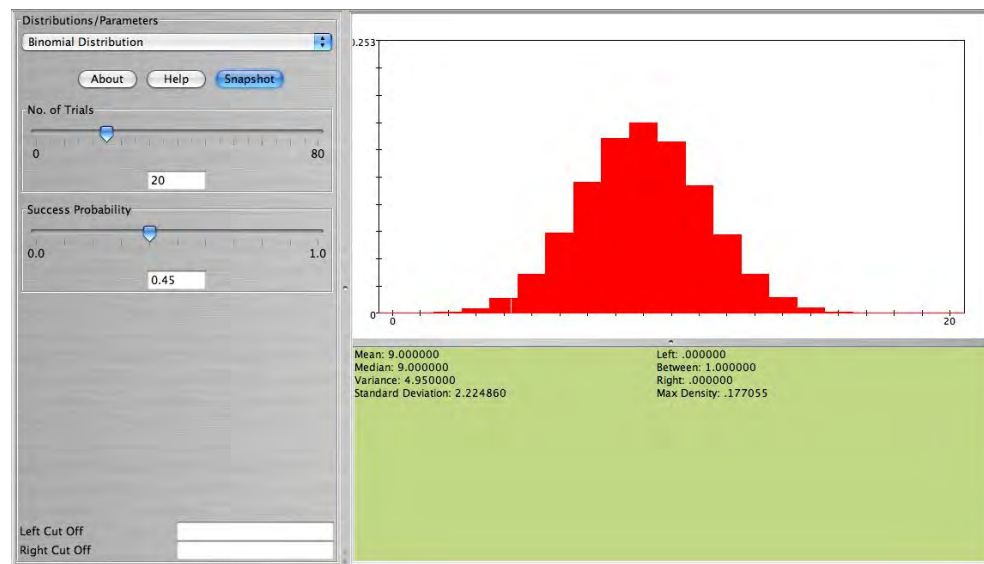 Distributions/Parameters
Binomial Distribution
About Help Snapshot
No. of Trials
0 80
20
Success Probability
0.0 1.0
0.45
Left Cut Off
Right Cut Off
0.253
0
0 20
Mean: 9.000000
Median: 9.000000
Variance: 4.950000
Standard Deviation: 2.224860
Left: .000000
Between: 1.000000
Right: .000000
Max Density: .177055